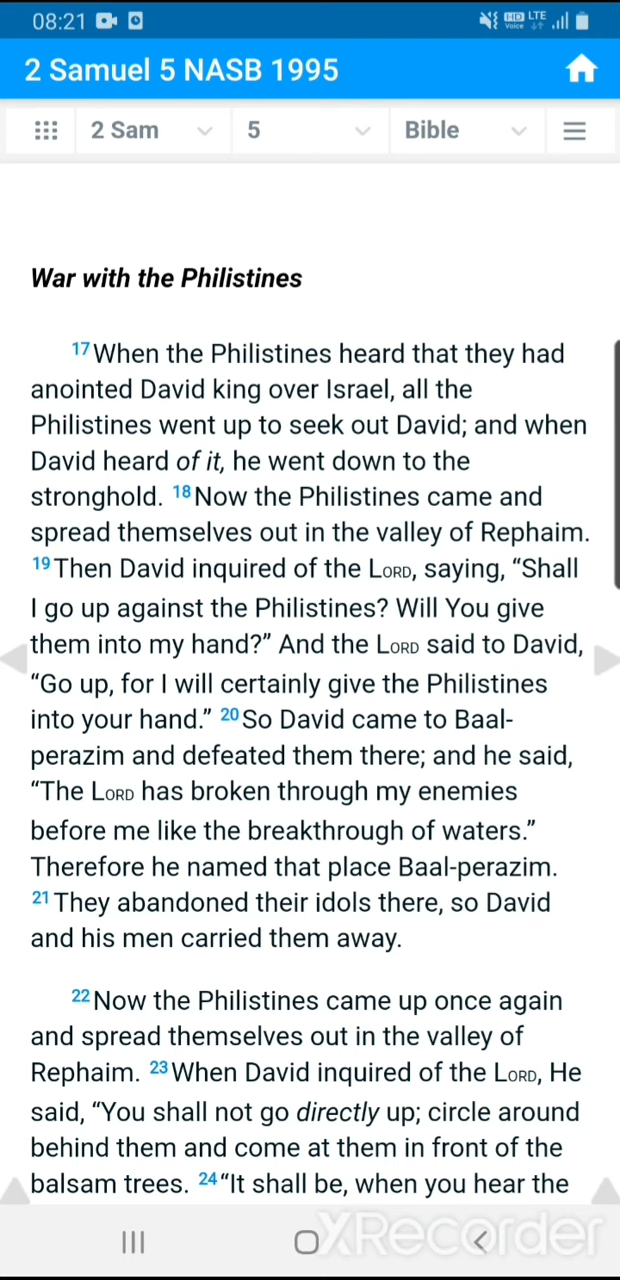 08:21
HD LTE
Voice
2 Samuel 5 NASB 1995
2 Sam 5 Bible
War with the Philistines
17 When the Philistines heard that they had
anointed David king over Israel, all the
Philistines went up to seek out David; and when
David heard of it, he went down to the
stronghold. 18 Now the Philistines came and
spread themselves out in the valley of Rephaim.
19 Then David inquired of the LORD, saying, “Shall
I go up against the Philistines? Will You give
them into my hand?” And the LORD said to David,
“Go up, for I will certainly give the Philistines
into your hand.” 20 So David came to Baal-
perazim and defeated them there; and he said,
“The LORD has broken through my enemies
before me like the breakthrough of waters.”
Therefore he named that place Baal-perazim.
21 They abandoned their idols there, so David
and his men carried them away.
22 Now the Philistines came up once again
and spread themselves out in the valley of
Rephaim. 23 When David inquired of the LORD, He
said, “You shall not go directly up; circle around
behind them and come at them in front of the
balsam trees. 24 “It shall be, when you hear the
XRecorder